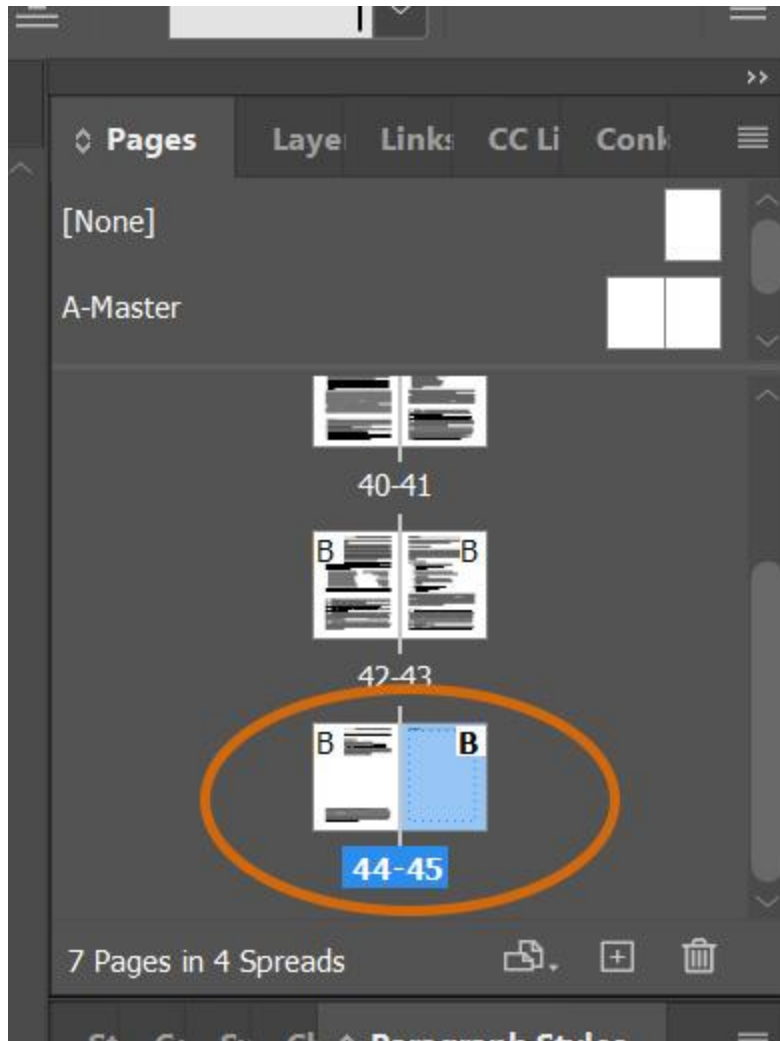 Pages Laye Links CC Li Conk
[None]
A-Master
40-41
B B
42-43
B B
44-45
7 Pages in 4 Spreads
Paragraph Styles